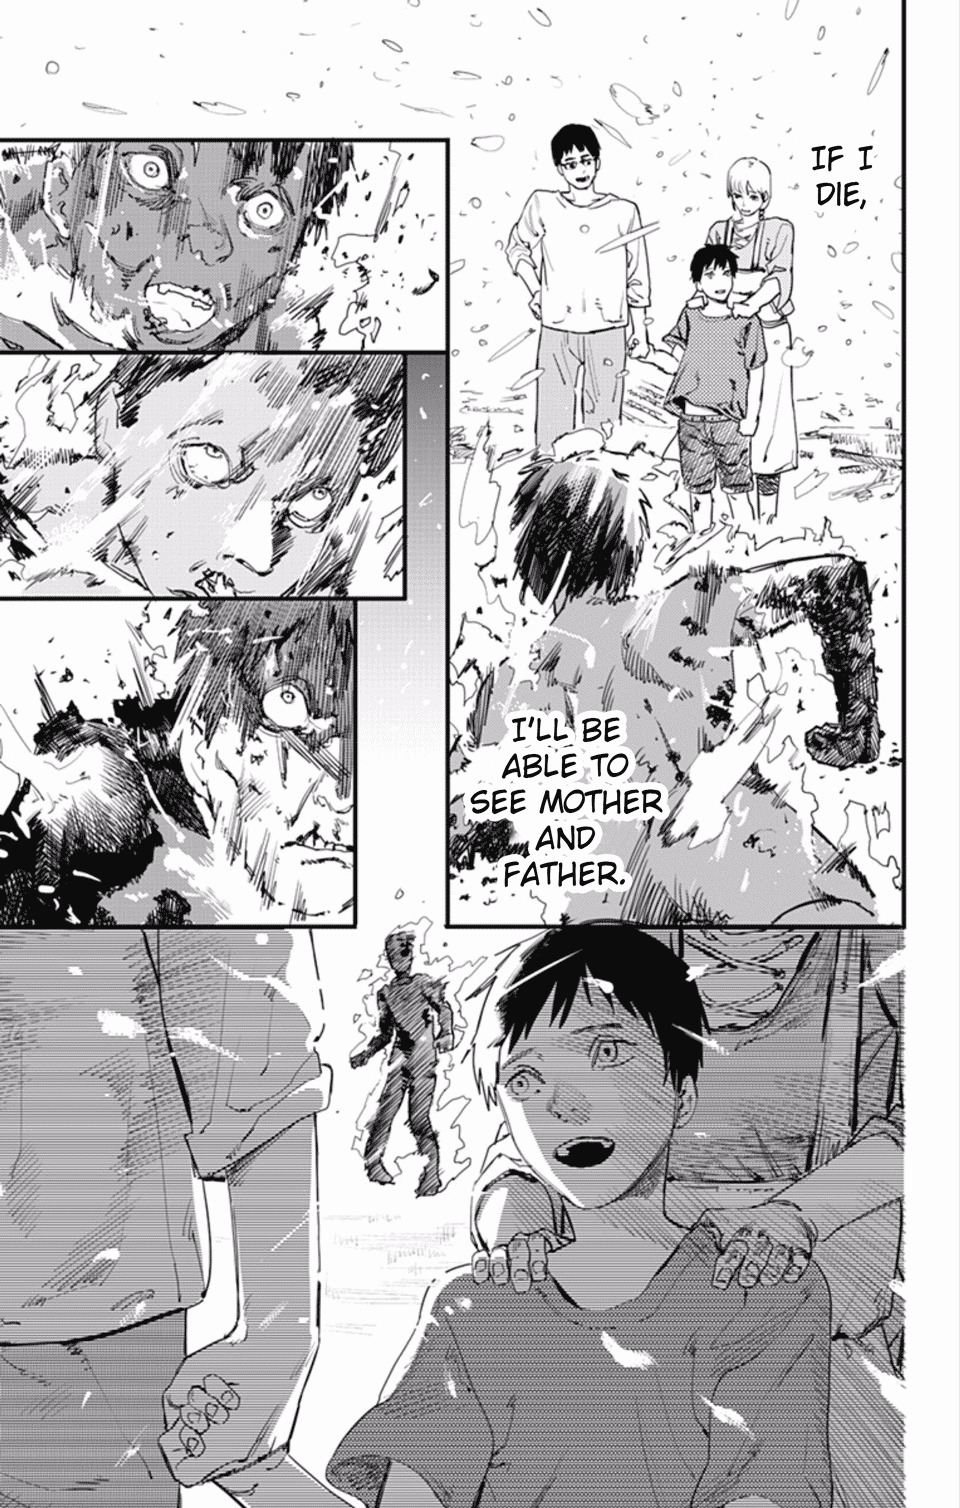 IF I
DIE,
I'LL BE
ABLE TO
SEE MOTHER
AND
FATHER.